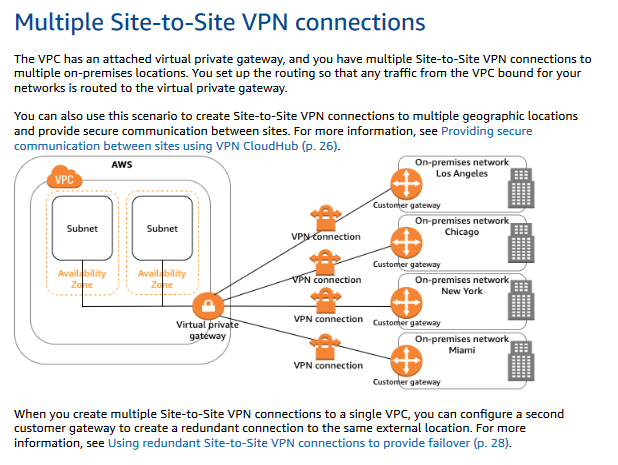 Multiple Site-to-Site VPN connections
The VPC has an attached virtual private gateway, and you have multiple Site-to-Site VPN connections to
multiple on-premises locations. You set up the routing so that any traffic from the VPC bound for your
networks is routed to the virtual private gateway.
You can also use this scenario to create Site-to-Site VPN connections to multiple geographic locations
and provide secure communication between sites. For more information, see Providing secure
communication between sites using VPN CloudHub (p. 26).
AWS
VPC
Subnet
Subnet
Availability
Zone
Availability
Zone
Virtual private
gateway
VPN connection
VPN connection
VPN connection
VPN connection
On-premises network
Los Angeles
Customer gateway
On-premises network
Chicago
Customer gateway
On-premises network
New York
Customer gateway
On-premises network
Miami
Customer gateway
When you create multiple Site-to-Site VPN connections to a single VPC, you can configure a second
customer gateway to create a redundant connection to the same external location. For more
information, see Using redundant Site-to-Site VPN connections to provide failover (p. 28).